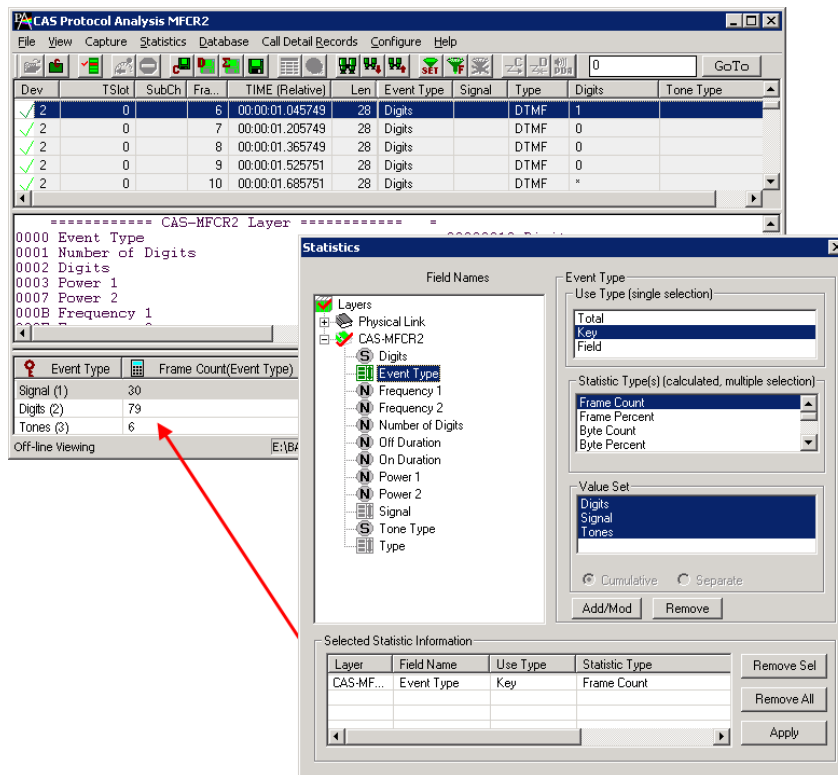 CAS Protocol Analysis MFCR2
File View Capture Statistics Database Call Detail Records Configure Help
0 GoTo
Dev TSlot SubCh Fra... TIME (Relative) Len Event Type Signal Type Digits Tone Type
2 0 6 00:00:01.045749 28 Digits DTMF 1
2 0 7 00:00:01.205749 28 Digits DTMF 0
2 0 8 00:00:01.365749 28 Digits DTMF 0
2 0 9 00:00:01.525751 28 Digits DTMF 0
2 0 10 00:00:01.685751 28 Digits DTMF *
============ CAS-MFCR2 Layer ============ =
0000 Event Type
0001 Number of Digits
0002 Digits
0003 Power 1
0007 Power 2
000B Frequency 1
Event Type Frame Count(Event Type)
Signal (1) 30
Digits (2) 79
Tones (3) 6
Off-line Viewing
Statistics
Field Names
Layers
Physical Link
CAS-MFCR2
Digits
Event Type
Frequency 1
Frequency 2
Number of Digits
Off Duration
On Duration
Power 1
Power 2
Signal
Tone Type
Type
Event Type
Use Type (single selection)
Total
Key
Field
Statistic Type(s) (calculated, multiple selection)
Frame Count
Frame Percent
Byte Count
Byte Percent
Value Set
Digits
Signal
Tones
Cumulative Separate
Add/Mod Remove
Selected Statistic Information
Layer Field Name Use Type Statistic Type
CAS-MF... Event Type Key Frame Count
Remove Sel
Remove All
Apply